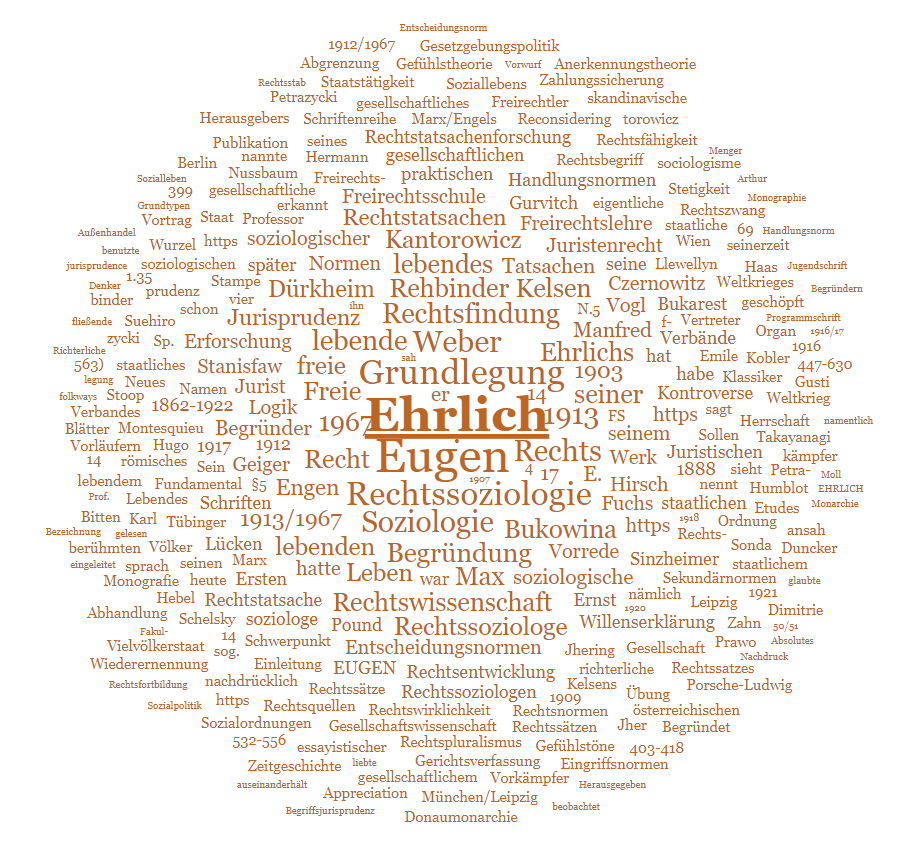 Entscheidungsnorm
1912/1967 Gesetzgebungspolitik
Abgrenzung Gefühlstheorie Vorwurf Anerkennungstheorie
Rechtsstab Staatstätigkeit Soziallebens Zahlungssicherung
Petrazycki gesellschaftliches Freirechtler skandinavische
Herausgebers Schriftenreihe Marx/Engels Reconsidering torowicz
Publikation seines Rechtstatsachenforschung Rechtsfähigkeit
Berlin nannte Hermann gesellschaftlichen Rechtsbegriff sociologisme Menger
Sozialleben Nussbaum Freirechts- praktischen Handlungsnormen Stetigkeit Arthur
399 gesellschaftliche Freirechtsschule Gurvitch eigentliche Rechtszwang Monographie
Grundtypen erkannt
Vortrag Staat Professor Rechtstatsachen Freirechtslehre staatliche 69 Handlungsnorm
Außenhandel benutzte Wurzel https soziologischer Kantorowicz Juristenrecht Wien seinerzeit
jurisprudence soziologischen später Normen lebendes Tatsachen seine Llewellyn Haas Jugendschrift
Denker 1.35 prudenz Stampe Dürkheim Rehbinder Kelsen Czernowitz Weltkrieges Begründern
binder vier ihn N.5 Vogl Bukarest geschöpft
fließende Suehiro schon Jurisprudenz Rechtsfindung Manfred f- Vertreter Programmschrift
zycki Sp. Erforschung lebende Weber Verbände Organ 1916/17
Richterliche sah Ehrlichs hat Emile Kobler 1916
563) staatliches Stanisfaw freie Grundlegung 1903 habe Klassiker 447-630
legung Neues Namen Jurist Freie er 14 seiner Kontroverse Gusti
folkways Stoop Weltkrieg
Verbandes 1862-1922 Logik 1967 Ehrlich 1913 FS https sagt Herrschaft namentlich
Blätter Montesquieu Begründer seinem Sollen Takayanagi
Vorläufern Hugo 1917 1912 Eugen Rechts Werk Juristischen kämpfer
14 römisches Sein Geiger Recht 4 17 E. 1888 sieht Petra- Moll
lebendem Fundamental §5 Engen 1907 Hirsch nennt Humblot EHRLICH
Prof. Lebendes Schriften Rechtssoziologie Fuchs staatlichen Etudes Monarchie
Bitten Karl Tübinger 1913/1967 Soziologie Bukowina https 1918 Ordnung ansah
Bezeichnung gelesen Rechts-
berühmten Völker Lücken lebenden Begründung Vorrede Sinzheimer Sonda Duncker
eingeleitet sprach seinen Marx hatte staatlichem
Monografie heute Ersten Leben war Max soziologische Sekundärnormen glaubte
Hebel Rechtstatsache Rechtswissenschaft Ernst nämlich Leipzig 1921
Abhandlung Schelsky soziologe Pound Rechtssoziologe 1920 Willenserklärung Zahn 50/51 Dimitrie
Fakul- 14 Schwerpunkt
Vielvölkerstaat sog. Entscheidungsnormen Jhering Gesellschaft Prawo Absolutes
Wiederernennung Einleitung EUGEN Rechtsentwicklung richterliche Rechtssatzes Nachdruck
Rechtsfortbildung nachdrücklich Rechtssätze Rechtssoziologen Kelsens Übung Porsche-Ludwig
Sozialpolitik https Rechtsquellen Rechtswirklichkeit 1909 Rechtsnormen österreichischen
Sozialordnungen Gesellschaftswissenschaft Rechtssätzen Jher Begründet
532-556 essayistischer Rechtspluralismus Gefühlstöne 403-418
Zeitgeschichte liebte Gerichtsverfassung Eingriffsnormen
auseinanderhält gesellschaftlichem Vorkämpfer Herausgegeben
Appreciation München/Leipzig
Begriffsjurisprudenz Donaumonarchie beobachtet